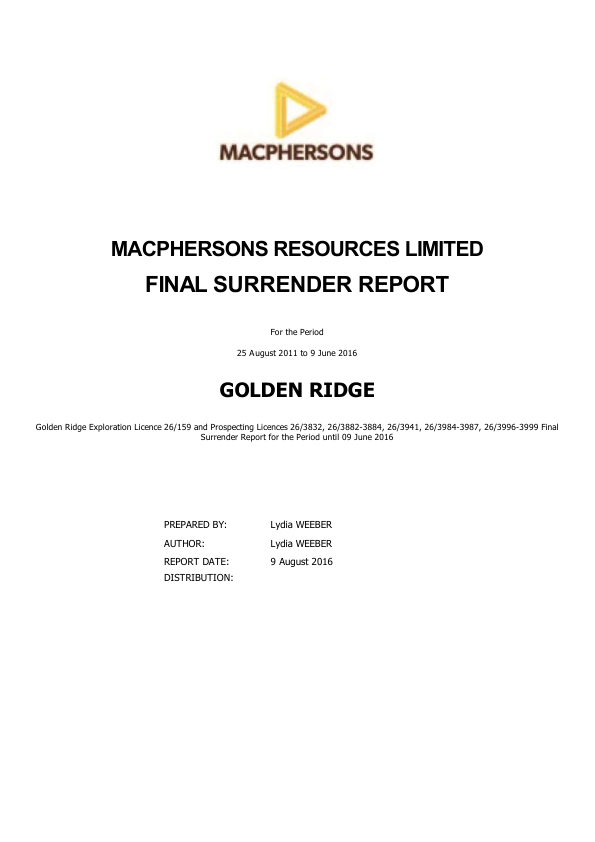 MACPHERSONS
MACPHERSONS RESOURCES LIMITED
FINAL SURRENDER REPORT
For the Period
25 August 2011 to 9 June 2016
GOLDEN RIDGE
Golden Ridge Exploration Licence 26/159 and Prospecting Licences 26/3832, 26/3882-3884, 26/3941, 26/3984-3987, 26/3996-3999 Final
Surrender Report for the Period until 09 June 2016
PREPARED BY: Lydia WEEBER
AUTHOR: Lydia WEEBER
REPORT DATE: 9 August 2016
DISTRIBUTION: